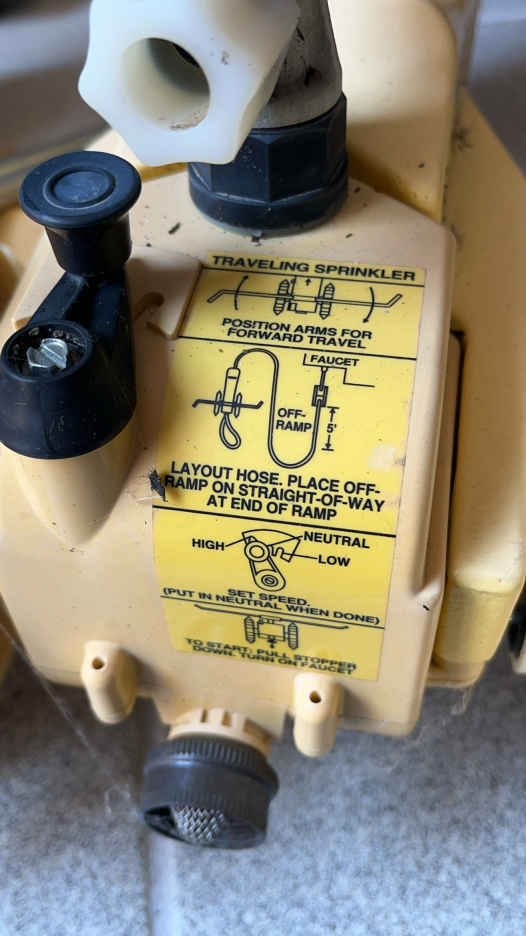 TRAVELING SPRINKLER
POSITION ARMS FOR
FORWARD TRAVEL
FAUCET
OFF-
RAMP
5'
LAYOUT HOSE. PLACE OFF-
RAMP ON STRAIGHT-OF-WAY
AT END OF RAMP
HIGH
NEUTRAL
LOW
SET SPEED.
(PUT IN NEUTRAL WHEN DONE)
TO START: PULL STOPPER
DOWN. TURN ON FAUCET